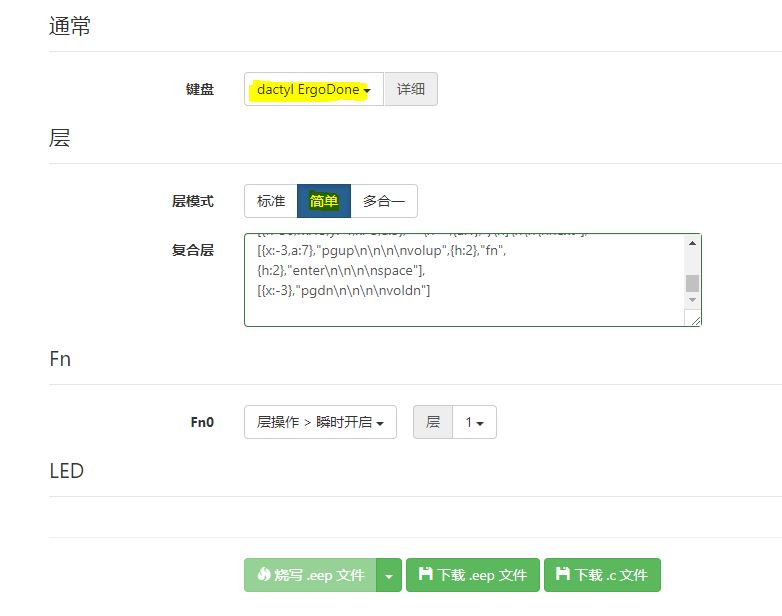 通常
键盘 dactyl ErgoDone 详细
层
层模式 标准 简单 多合一
复合层
[{x:-3,a:7},"pgup\n\n\n\nvolup",{h:2},"fn",
{h:2},"enter\n\n\n\nspace"],
[{x:-3},"pgdn\n\n\n\nvoldn"]
Fn
Fn0 层操作 > 瞬时开启 层 1
LED
烧写 .eep 文件 下载 .eep 文件 下载 .c 文件